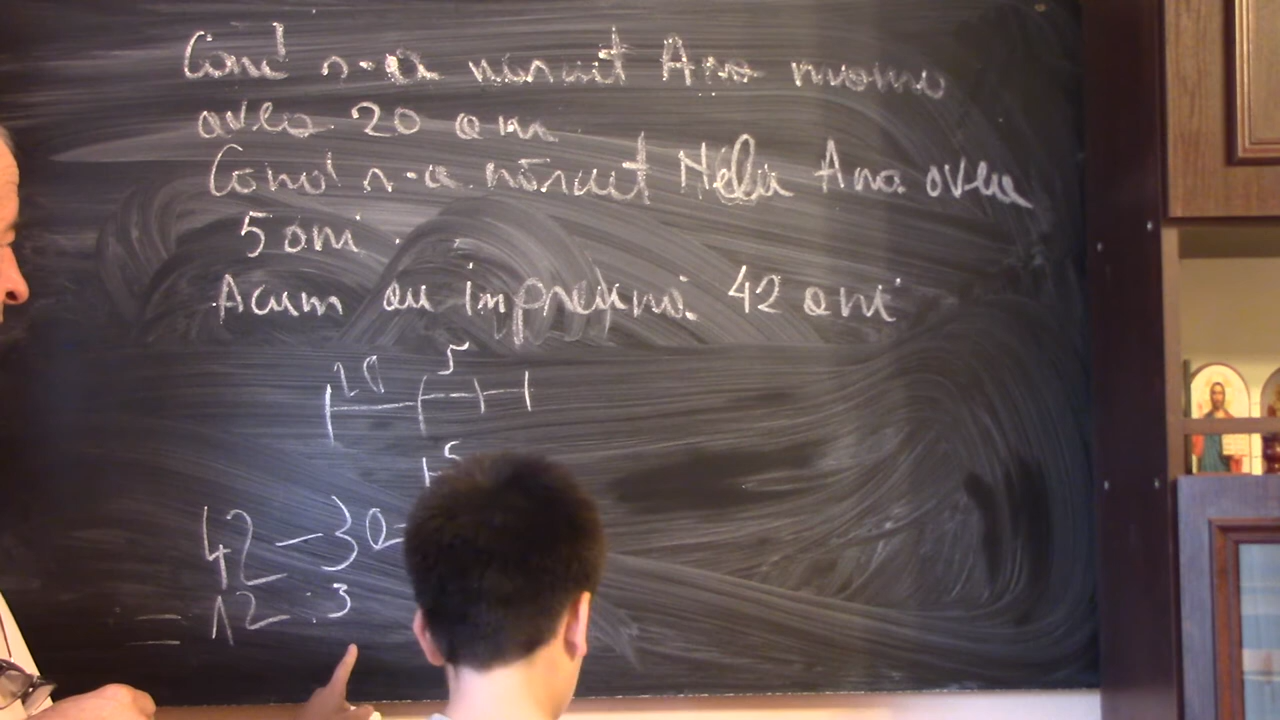 Când s-a născut Ana mama
avea 20 ani
Când s-a născut Nelu Ana avea
5 ani.
Acum au împreună 42 ani
20 5
5
42-30
= 12:3